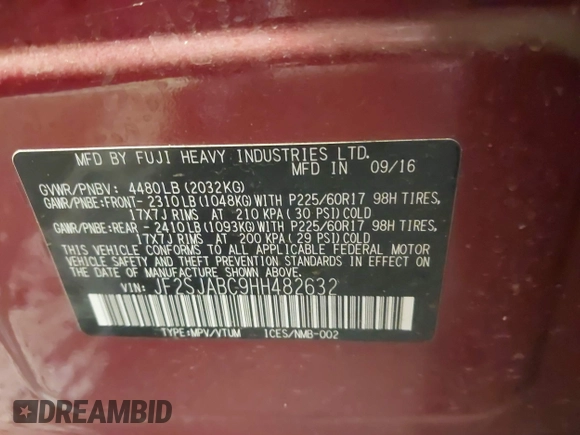 MFD BY FUJI HEAVY INDUSTRIES LTD.
MFD IN 09/16
GVWR/PNBV: 4480LB (2032KG)
GAWR/PNBE:FRONT- 2310LB (1048KG) WITH P225/60R17 98H TIRES,
17X7J RIMS AT 210 KPA (30 PSI) COLD
GAWR/PNBE:REAR - 2410LB (1093KG) WITH P225/60R17 98H TIRES,
17X7J RIMS AT 200 KPA (29 PSI) COLD
THIS VEHICLE CONFORMS TO ALL APPLICABLE FEDERAL MOTOR
VEHICLE SAFETY AND THEFT PREVENTION STANDARDS IN EFFECT
ON THE DATE OF MANUFACTURE SHOWN ABOVE.
VIN: JF2SJABC9HH482632
TYPE:MPV/VTUM ICES/NMB-002
DREAMBID